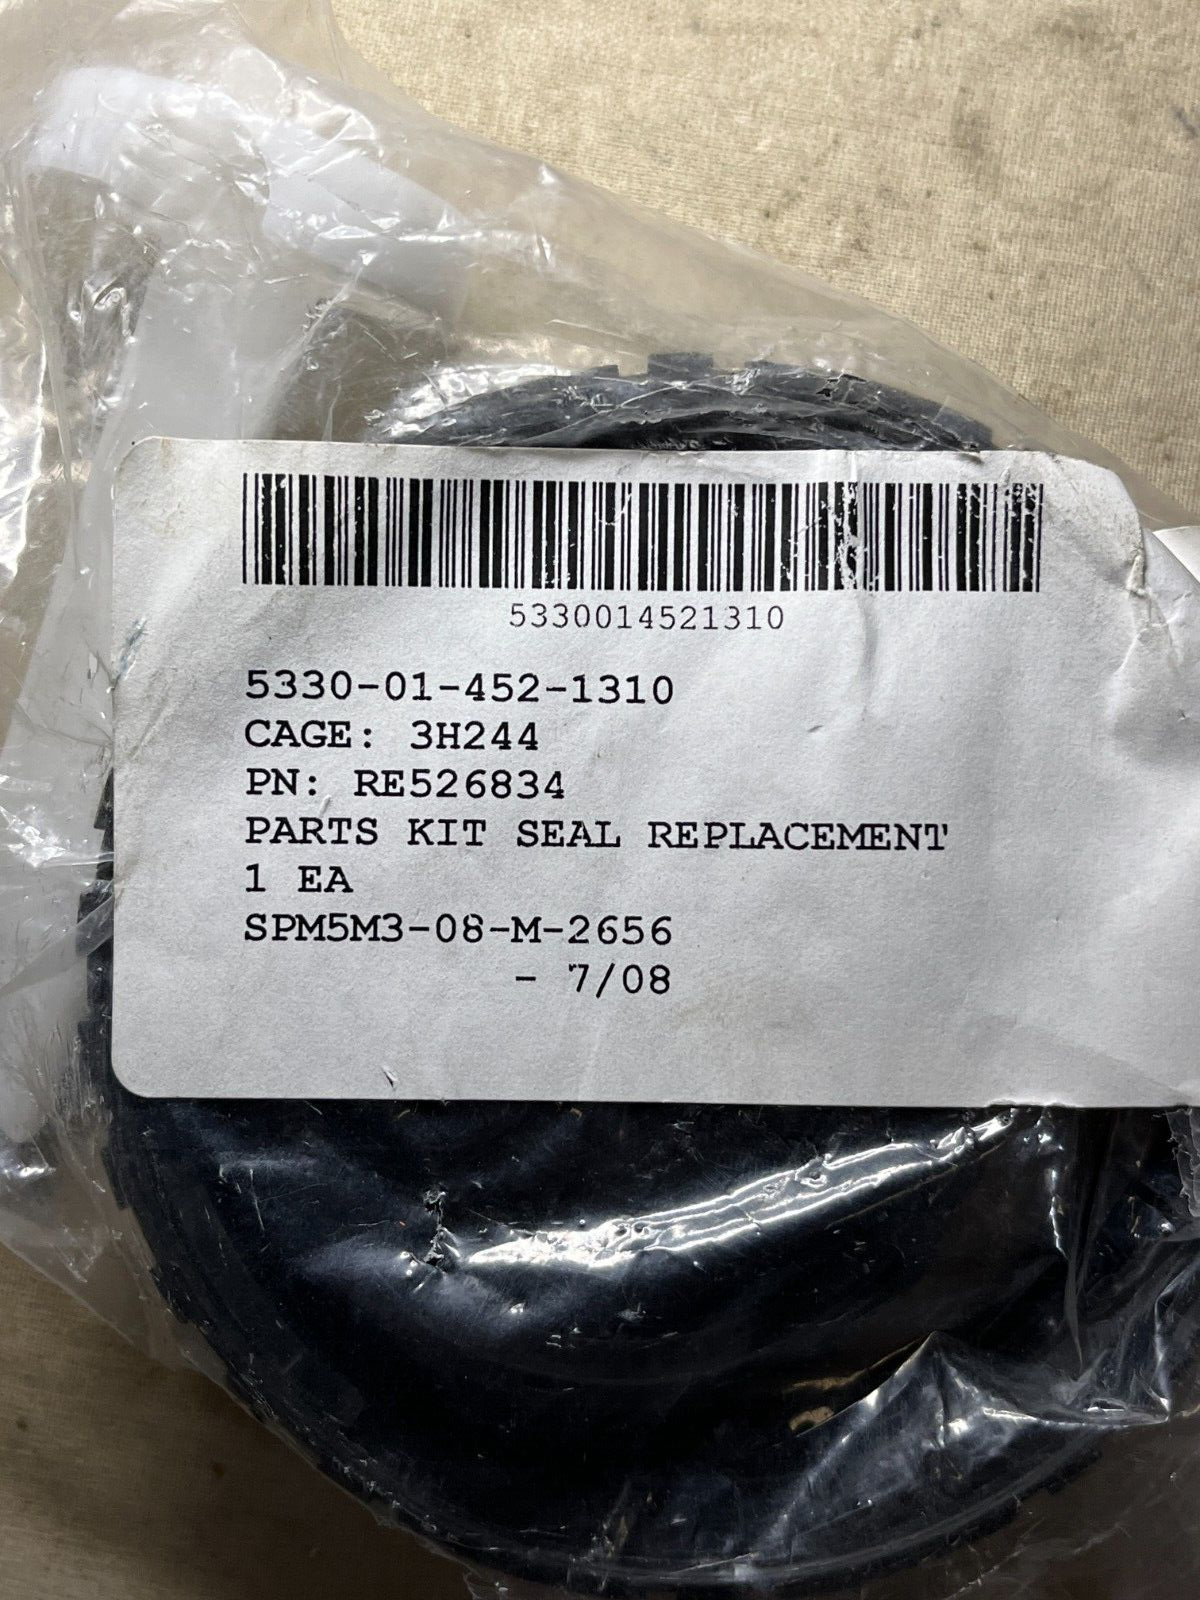 5330014521310
5330-01-452-1310
CAGE: 3H244
PN: RE526834
PARTS KIT SEAL REPLACEMENT
1 EA
SPM5M3-08-M-2656
- 7/08